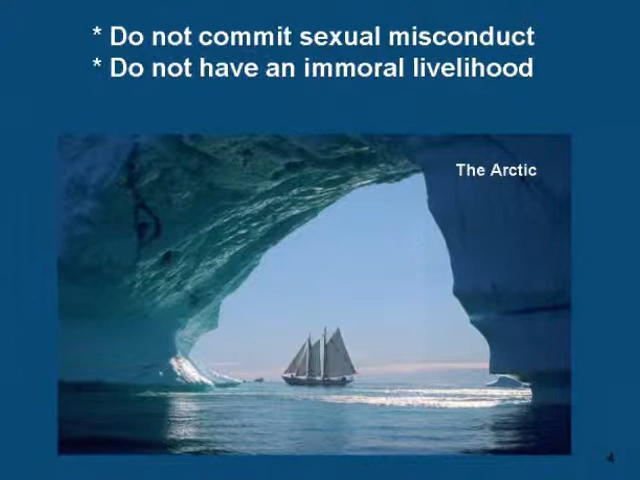 * Do not commit sexual misconduct
* Do not have an immoral livelihood
The Arctic
4